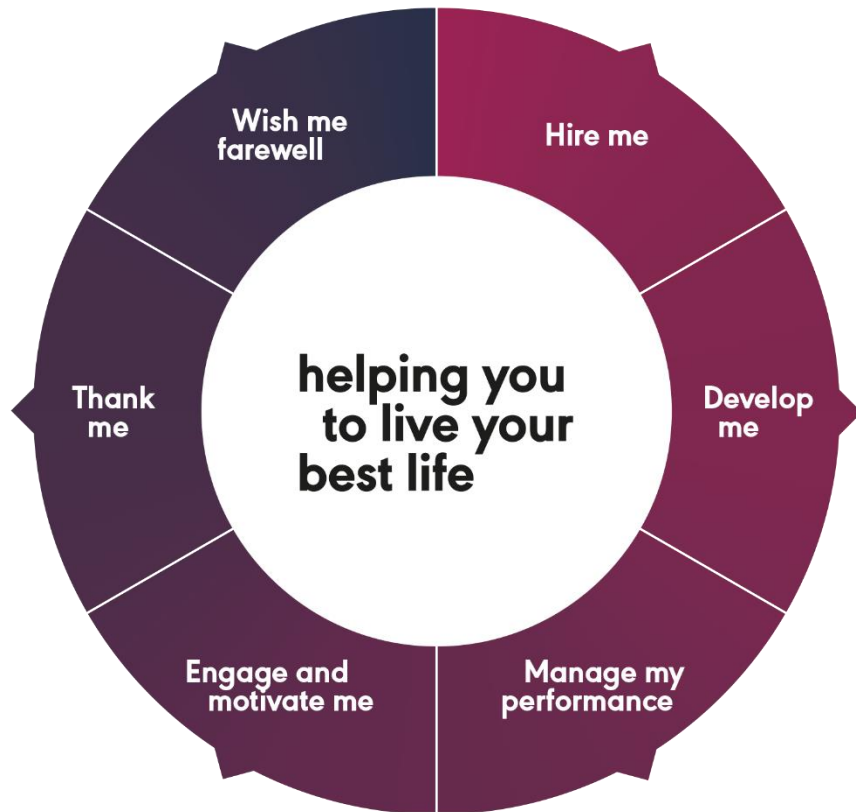 Hire me
Develop
me
Manage my
performance
Engage and
motivate me
Thank
me
Wish me
farewell
helping you
to live your
best life